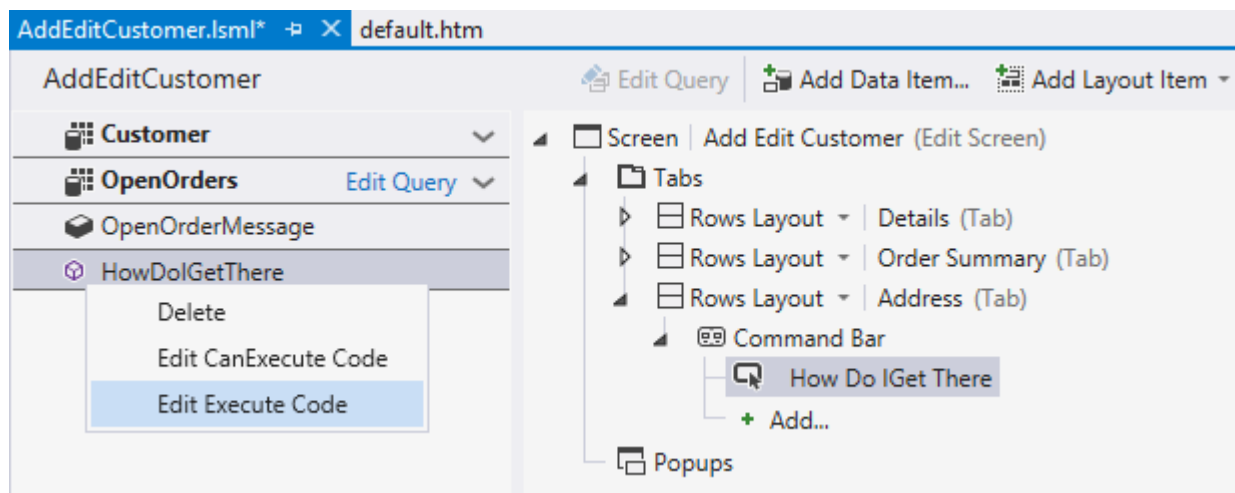 AddEditCustomer.lsml* default.htm
AddEditCustomer
Edit Query Add Data Item... Add Layout Item
Customer
OpenOrders Edit Query
OpenOrderMessage
HowDoIGetThere
Delete
Edit CanExecute Code
Edit Execute Code
Screen | Add Edit Customer (Edit Screen)
Tabs
Rows Layout | Details (Tab)
Rows Layout | Order Summary (Tab)
Rows Layout | Address (Tab)
Command Bar
How Do IGet There
+ Add...
Popups